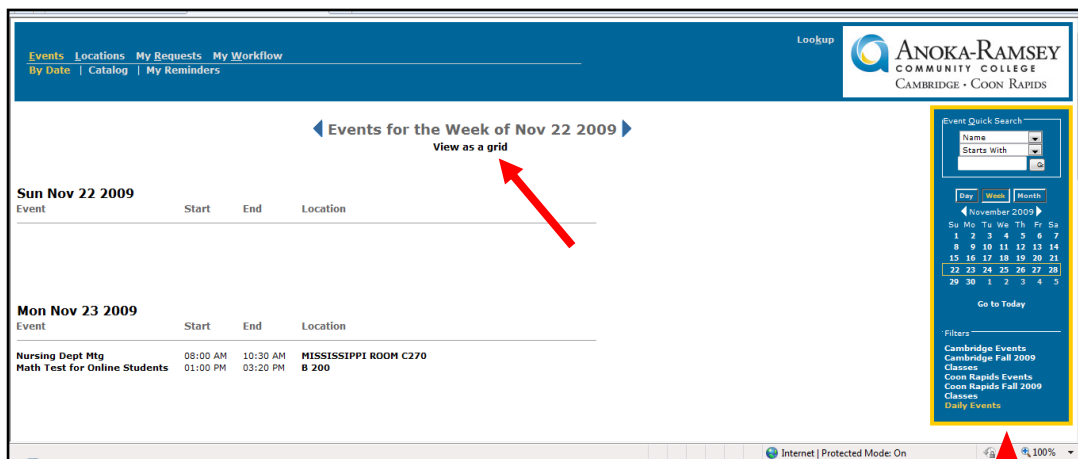 Events Locations My Requests My Workflow
By Date | Catalog | My Reminders
Lookup
ANOKA-RAMSEY
COMMUNITY COLLEGE
CAMBRIDGE • COON RAPIDS
Events for the Week of Nov 22 2009
View as a grid
Sun Nov 22 2009
Event Start End Location
Mon Nov 23 2009
Event Start End Location
Nursing Dept Mtg 08:00 AM 10:30 AM MISSISSIPPI ROOM C270
Math Test for Online Students 01:00 PM 03:20 PM B 200
Event Quick Search
Name
Starts With
Day Week Month
November 2009
Su Mo Tu We Th Fr Sa
1 2 3 4 5 6 7
8 9 10 11 12 13 14
15 16 17 18 19 20 21
22 23 24 25 26 27 28
29 30 1 2 3 4 5
Go to Today
Filters
Cambridge Events
Cambridge Fall 2009
Classes
Coon Rapids Events
Coon Rapids Fall 2009
Classes
Daily Events
Internet | Protected Mode: On
100%